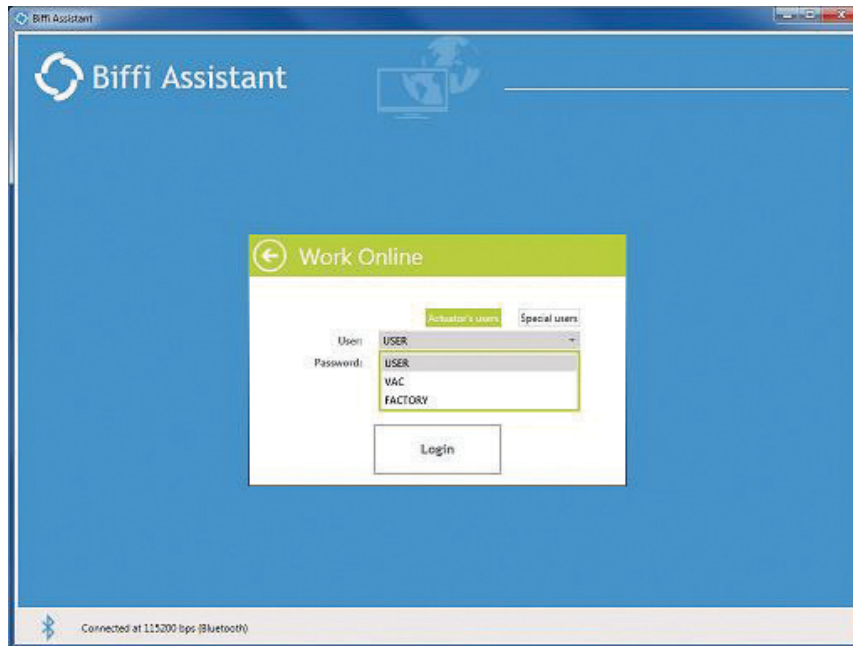 Biffi Assistant
Biffi Assistant
Work Online
Actuator's users Special users
User: USER
Password: USER
VAC
FACTORY
Login
Connected at 115200 bps (Bluetooth)